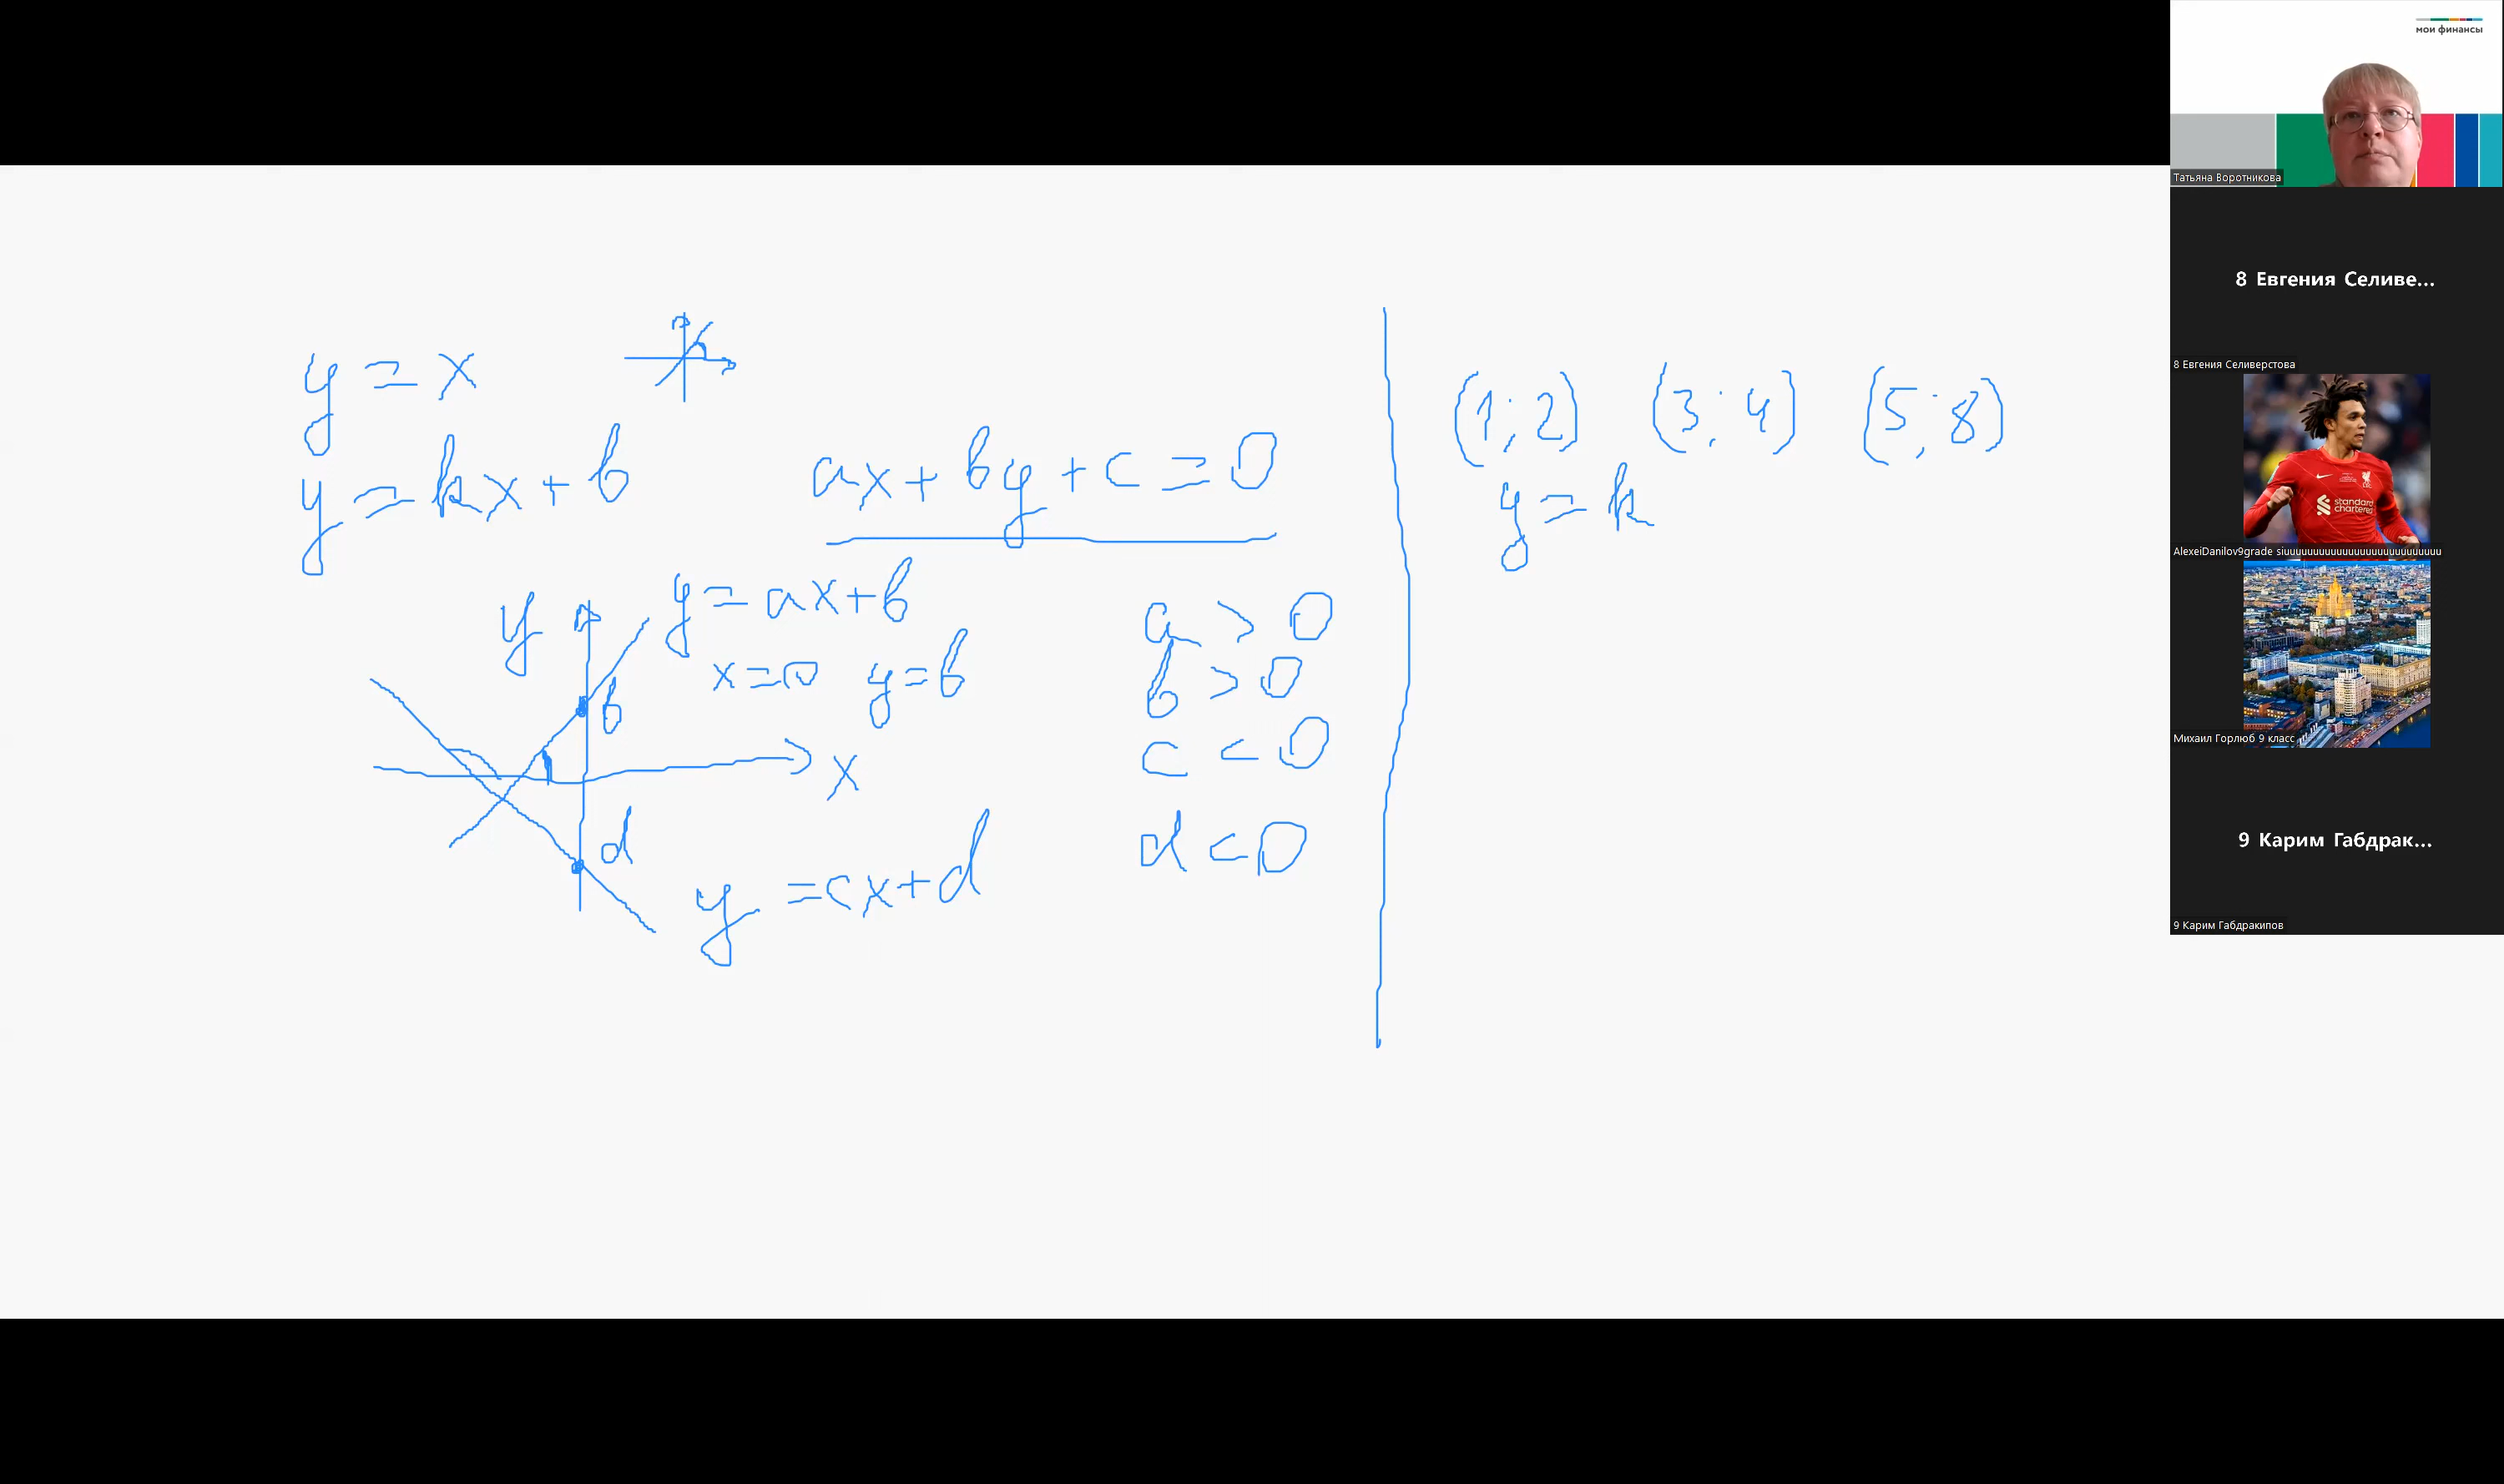 y = x
y = kx + b
ax + by + c = 0
y
y = ax + b
x = 0 y = b
b
x
d
y = cx + d
a > 0
b > 0
c < 0
d < 0
(1; 2) (3; 4) (5; 8)
y = k
мои финансы
Татьяна Воротникова
8 Евгения Селиве...
8 Евгения Селиверстова
standard
chartered
AlexeiDanilov9grade siuuuuuuuuuuuuuuuuuuuuuuuuuuu
Михаил Горлюб 9 класс
9 Карим Габдрак...
9 Карим Габдракипов